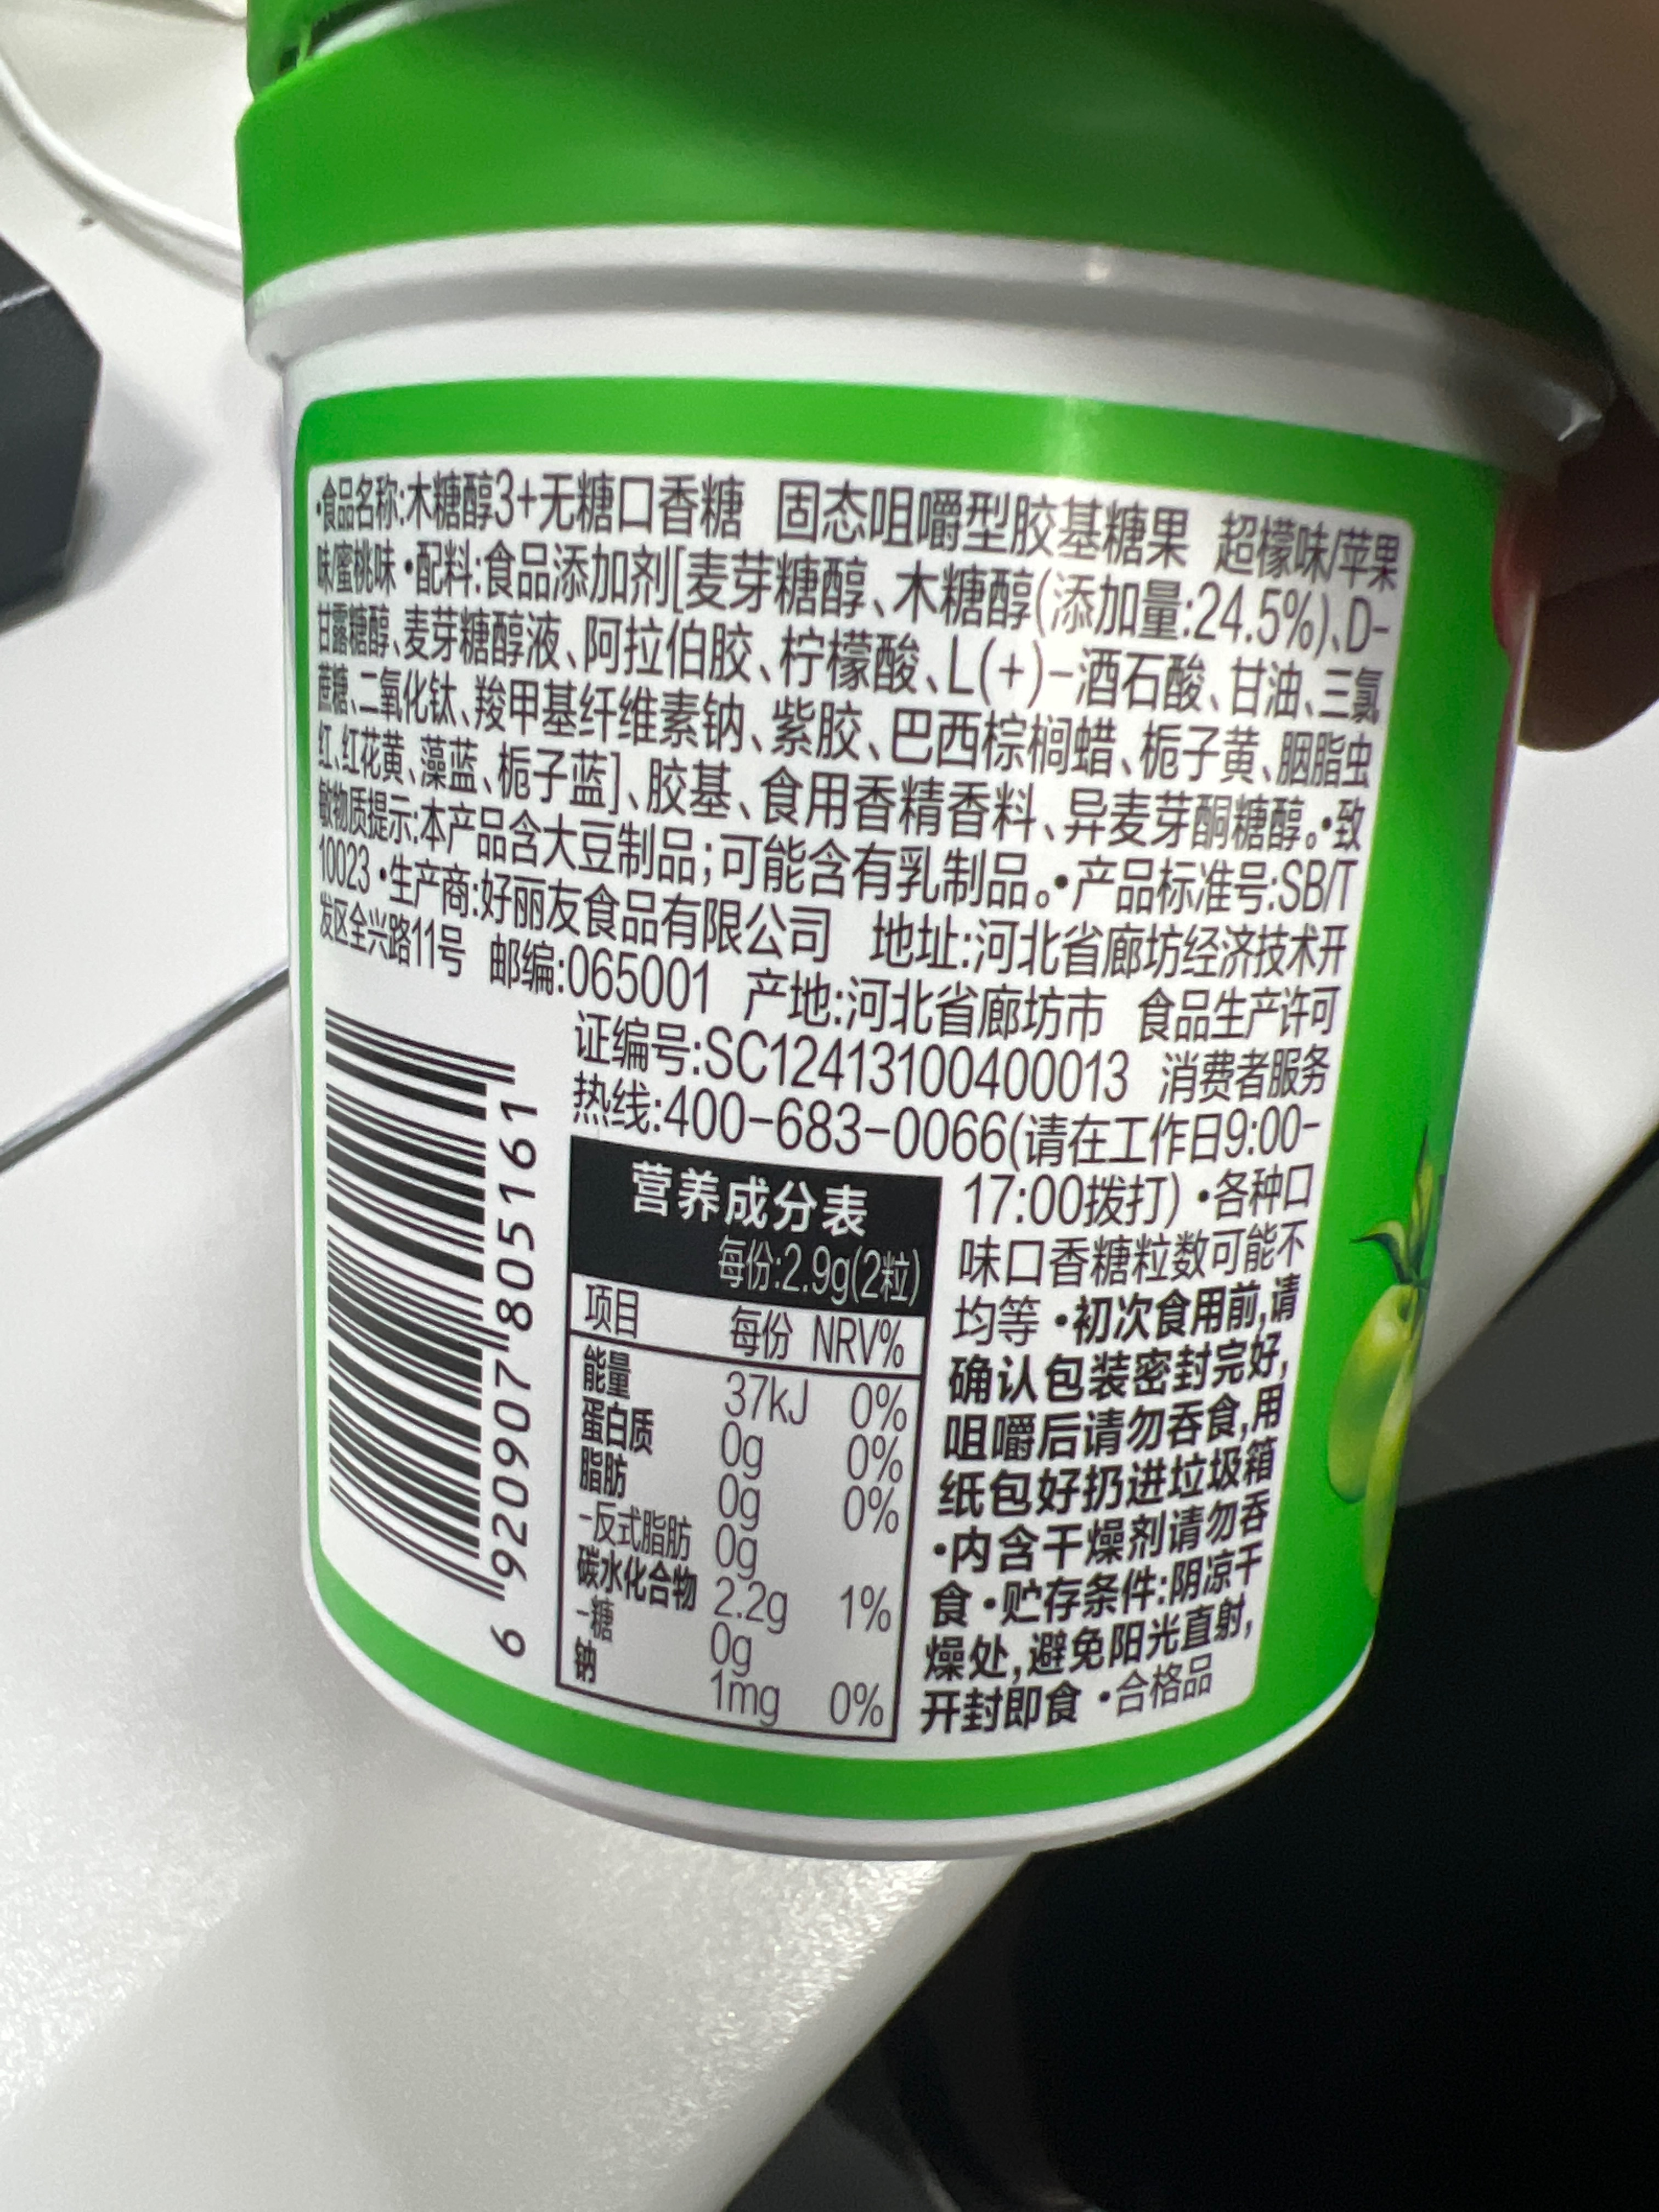 •食品名称:木糖醇3+无糖口香糖 固态咀嚼型胶基糖果 超檬味/苹果
味/蜜桃味 •配料:食品添加剂[麦芽糖醇、木糖醇(添加量:24.5%)、D-
甘露糖醇、麦芽糖醇液、阿拉伯胶、柠檬酸、L(+)-酒石酸、甘油、三氯
蔗糖、二氧化钛、羧甲基纤维素钠、紫胶、巴西棕榈蜡、栀子黄、胭脂虫
红、红花黄、藻蓝、栀子蓝]、胶基、食用香精香料、异麦芽酮糖醇。•致
敏物质提示:本产品含大豆制品;可能含有乳制品。•产品标准号:SB/T
10023 •生产商:好丽友食品有限公司 地址:河北省廊坊经济技术开
发区全兴路11号 邮编:065001 产地:河北省廊坊市 食品生产许可
证编号:SC12413100400013 消费者服务
热线:400-683-0066(请在工作日9:00-
17:00拨打) •各种口
味口香糖粒数可能不
均等 •初次食用前,请
确认包装密封完好,
咀嚼后请勿吞食,用
纸包好扔进垃圾箱
•内含干燥剂请勿吞
食 •贮存条件:阴凉干
燥处,避免阳光直射,
开封即食 •合格品
营养成分表
每份:2.9g(2粒)
项目 每份 NRV%
能量 37kJ 0%
蛋白质 0g 0%
脂肪 0g 0%
-反式脂肪 0g
碳水化合物 2.2g 1%
-糖 0g
钠 1mg 0%
6 920907 805161